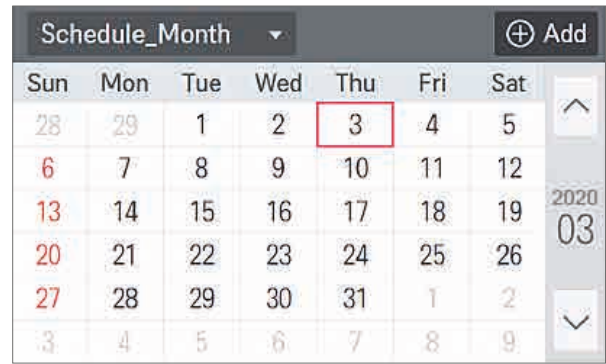 Schedule_Month Add
Sun Mon Tue Wed Thu Fri Sat
28 29 1 2 3 4 5
6 7 8 9 10 11 12
13 14 15 16 17 18 19
2020
03
20 21 22 23 24 25 26
27 28 29 30 31 1 2
3 4 5 6 7 8 9